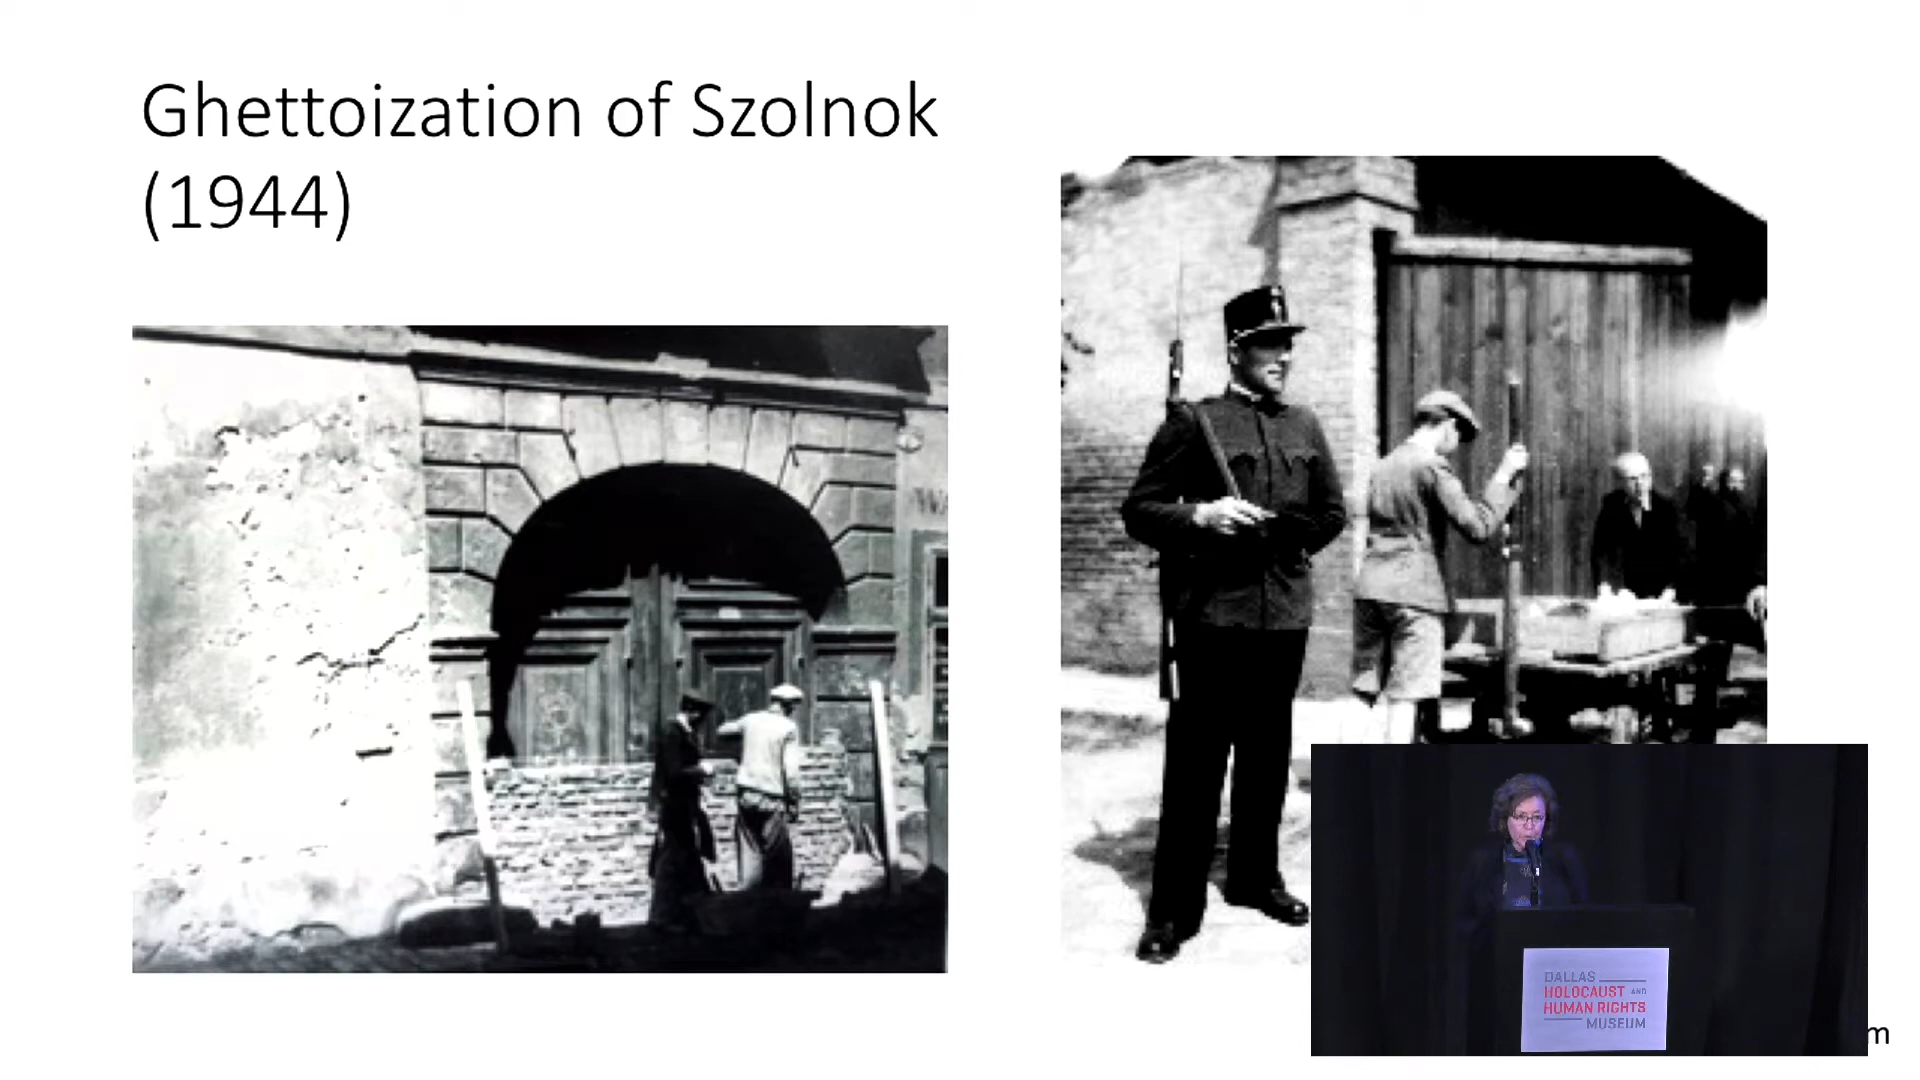 Ghettoization of Szolnok
(1944)
DALLAS
HOLOCAUST AND
HUMAN RIGHTS
MUSEUM
m